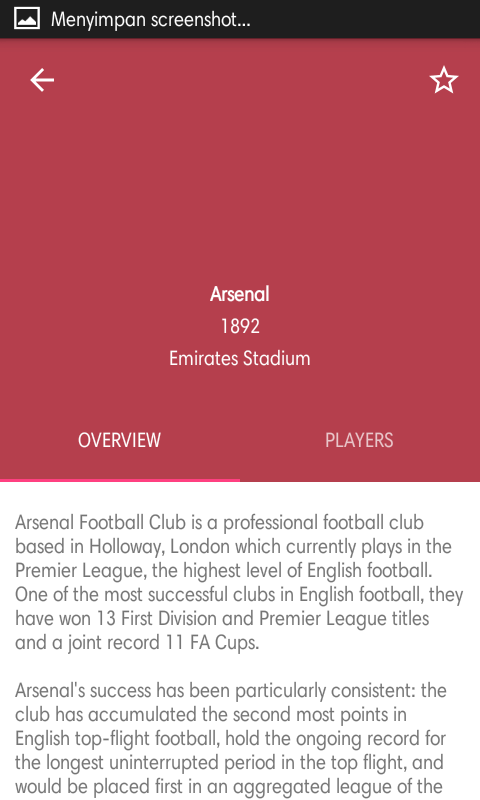 Menyimpan screenshot...
Arsenal
1892
Emirates Stadium
OVERVIEW
PLAYERS
Arsenal Football Club is a professional football club
based in Holloway, London which currently plays in the
Premier League, the highest level of English football.
One of the most successful clubs in English football, they
have won 13 First Division and Premier League titles
and a joint record 11 FA Cups.
Arsenal's success has been particularly consistent: the
club has accumulated the second most points in
English top-flight football, hold the ongoing record for
the longest uninterrupted period in the top flight, and
would be placed first in an aggregated league of the